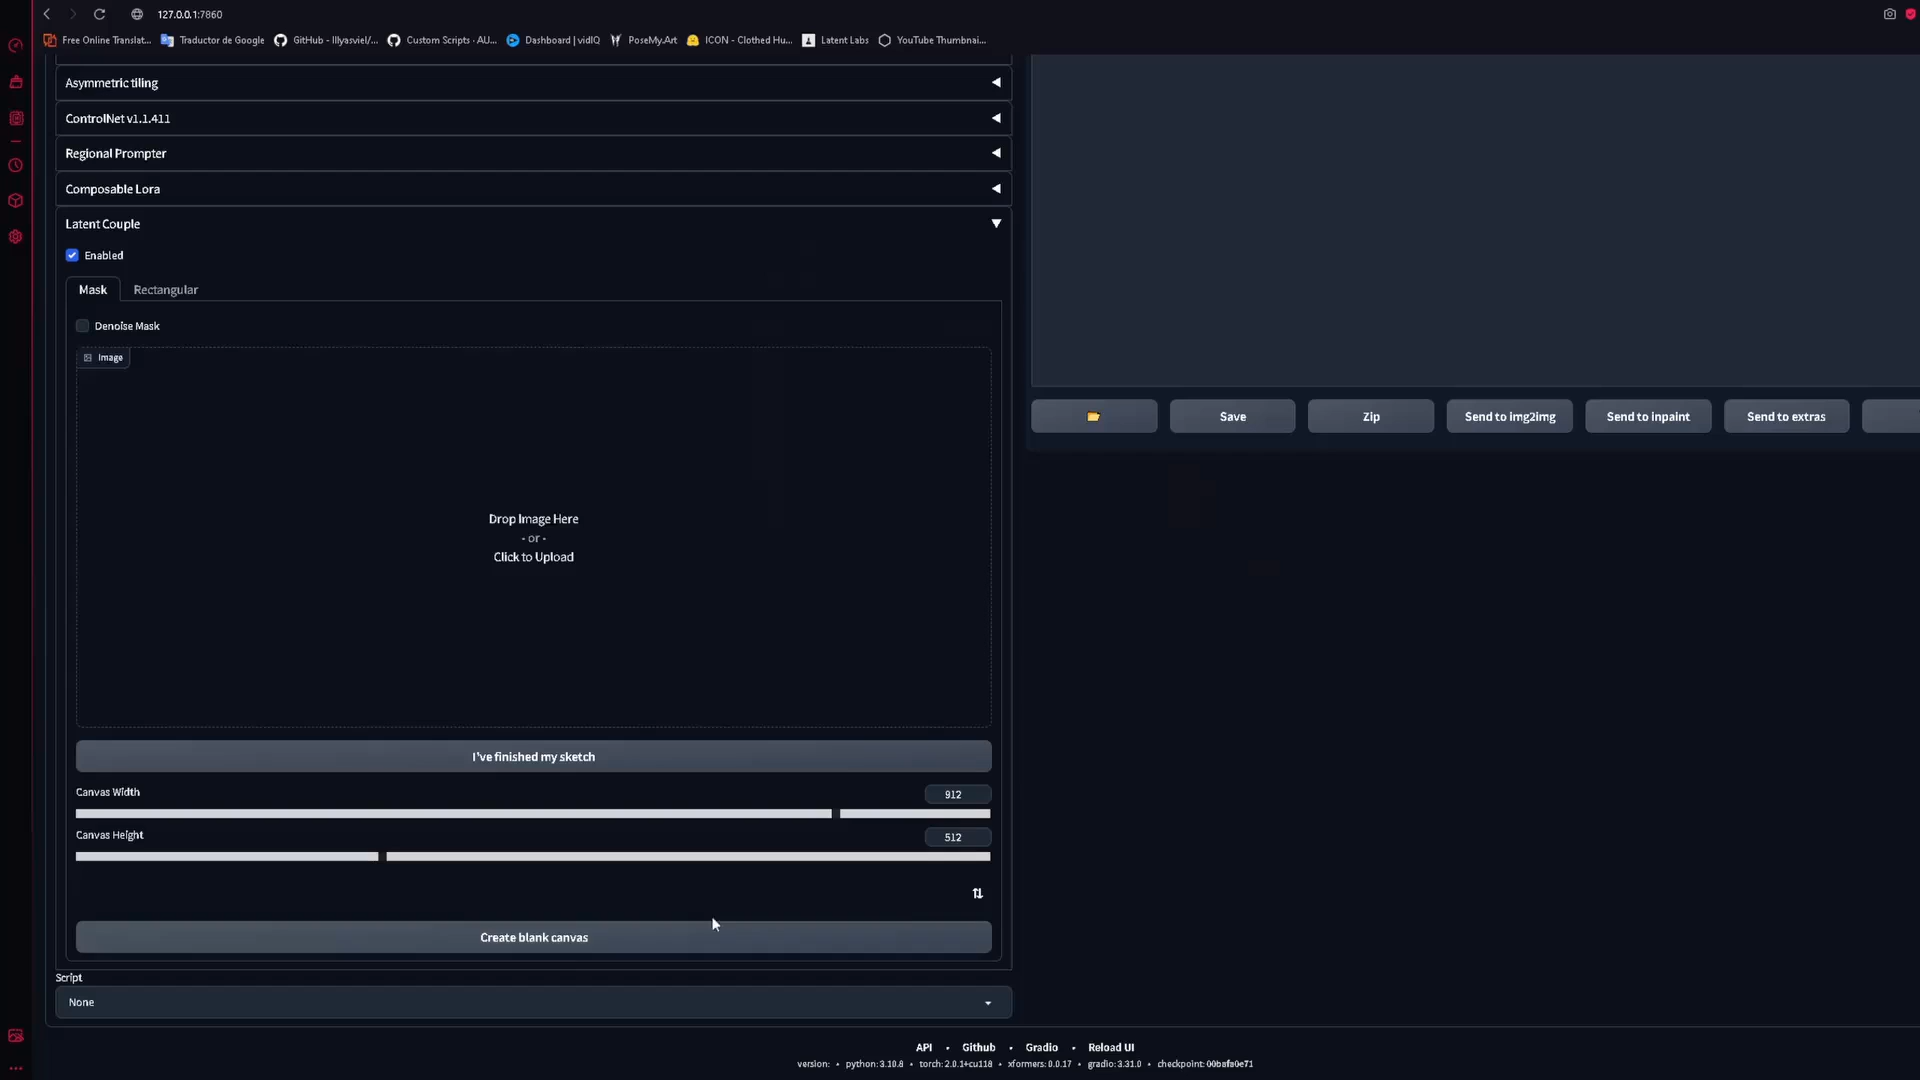 127.0.0.1:7860
Free Online Translat...
Traductor de Google
GitHub - Illyasviel/...
Custom Scripts · AU...
Dashboard | vidIQ
PoseMy.Art
ICON - Clothed Hu...
Latent Labs
YouTube Thumbnai...
Asymmetric tiling
ControlNet v1.1.411
Regional Prompter
Composable Lora
Latent Couple
Enabled
Mask
Rectangular
Denoise Mask
Image
Drop Image Here
- or -
Click to Upload
Save
Zip
Send to img2img
Send to inpaint
Send to extras
I've finished my sketch
Canvas Width
912
Canvas Height
512
Create blank canvas
Script
None
API • Github • Gradio • Reload UI
version: • python: 3.10.8 • torch: 2.0.1+cu118 • xformers: 0.0.17 • gradio: 3.31.0 • checkpoint: 00bafa0e71